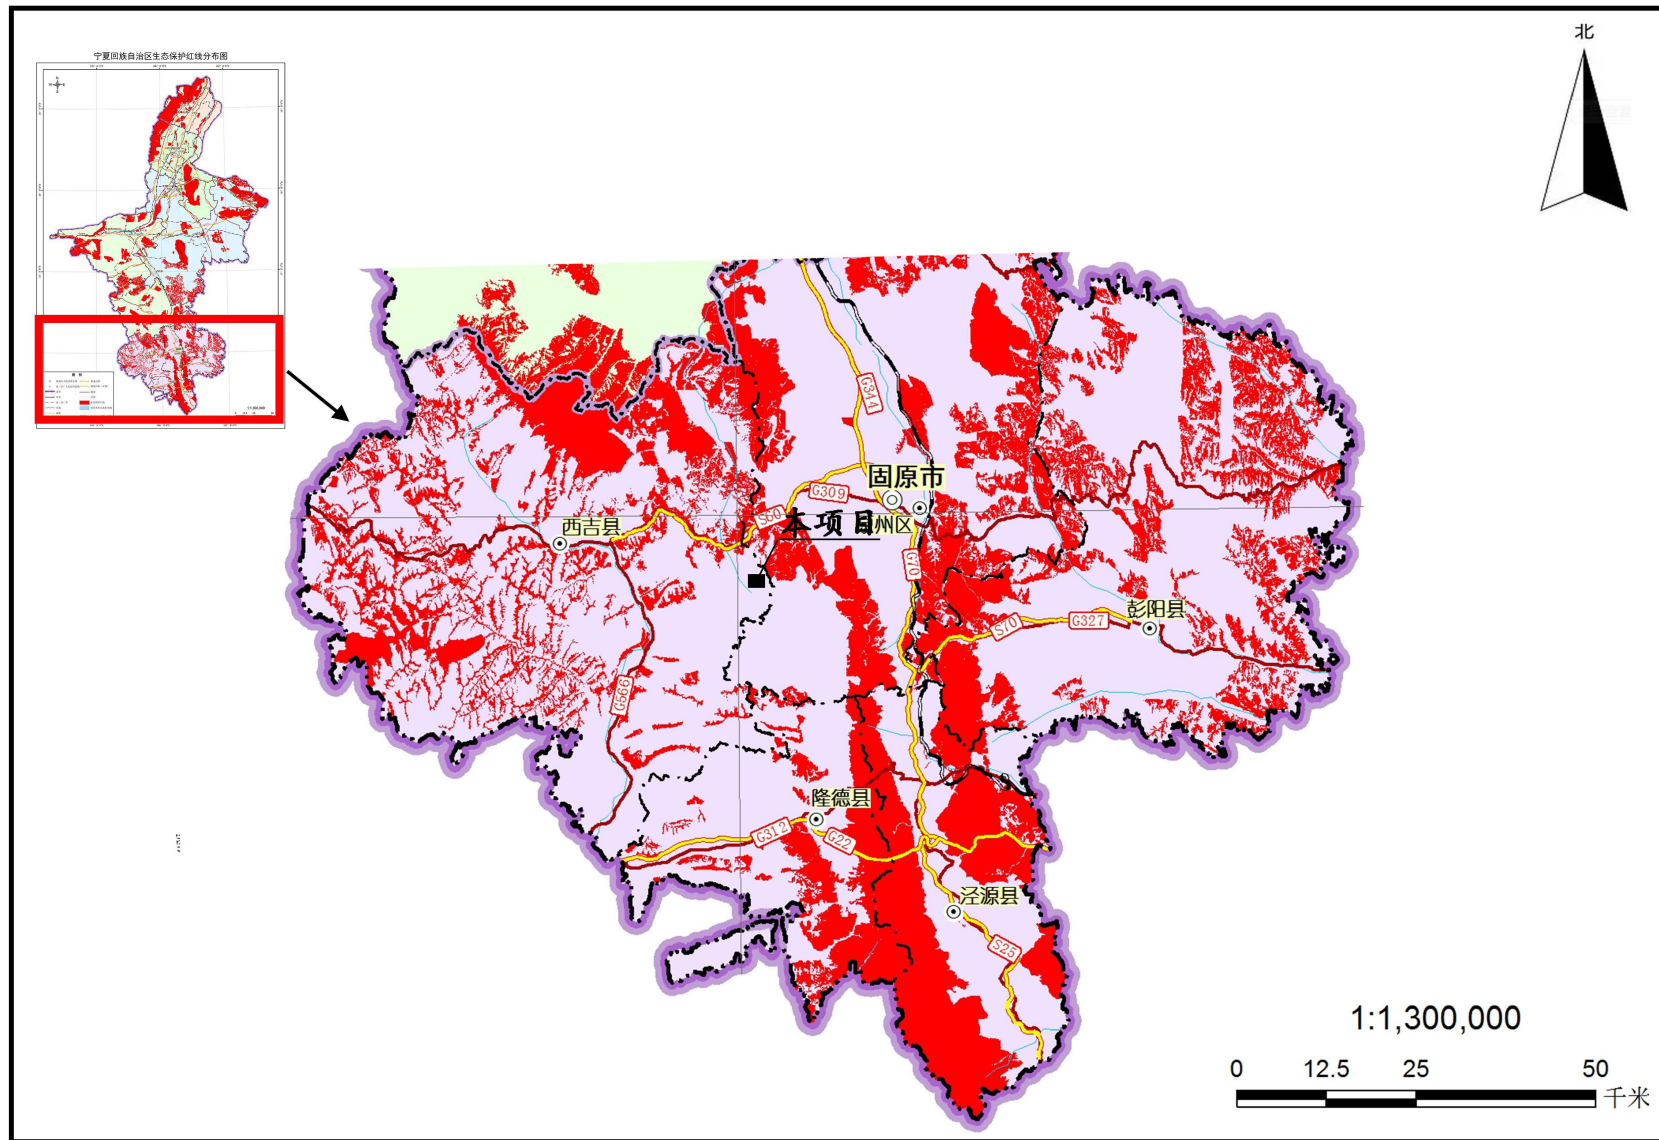 宁夏回族自治区生态保护红线分布图
北
G344
固原市
G309
S60
本项目
州区
西吉县
G70
彭阳县
S70
G327
G566
隆德县
G312
G22
泾源县
S25
1:1,300,000
0 12.5 25 50
千米